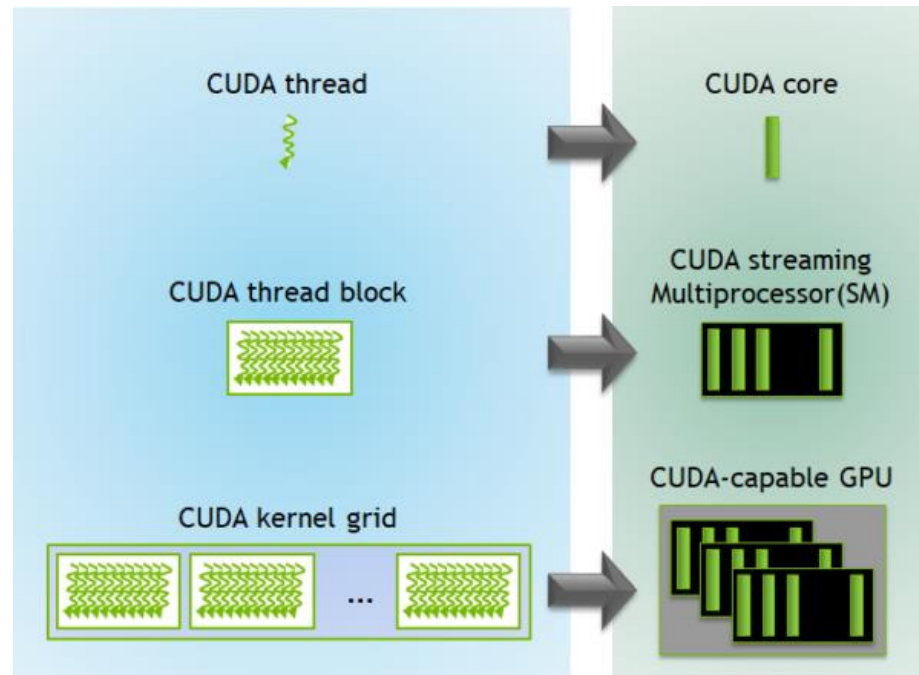 CUDA thread
CUDA core
CUDA thread block
CUDA streaming
Multiprocessor(SM)
CUDA kernel grid
...
CUDA-capable GPU